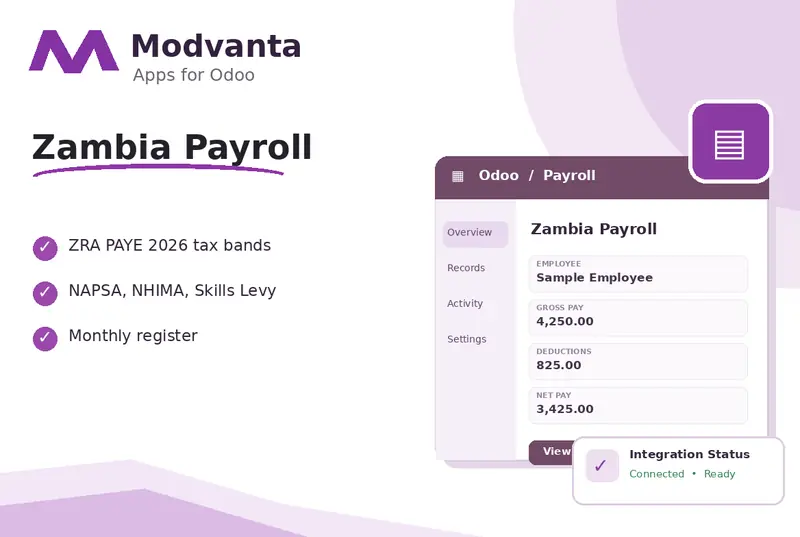 Modvanta
Apps for Odoo
Zambia Payroll
✓ ZRA PAYE 2026 tax bands
✓ NAPSA, NHIMA, Skills Levy
✓ Monthly register
Odoo / Payroll
Overview
Records
Activity
Settings
Zambia Payroll
EMPLOYEE
Sample Employee
GROSS PAY
4,250.00
DEDUCTIONS
825.00
NET PAY
3,425.00
View
✓ Integration Status
Connected • Ready